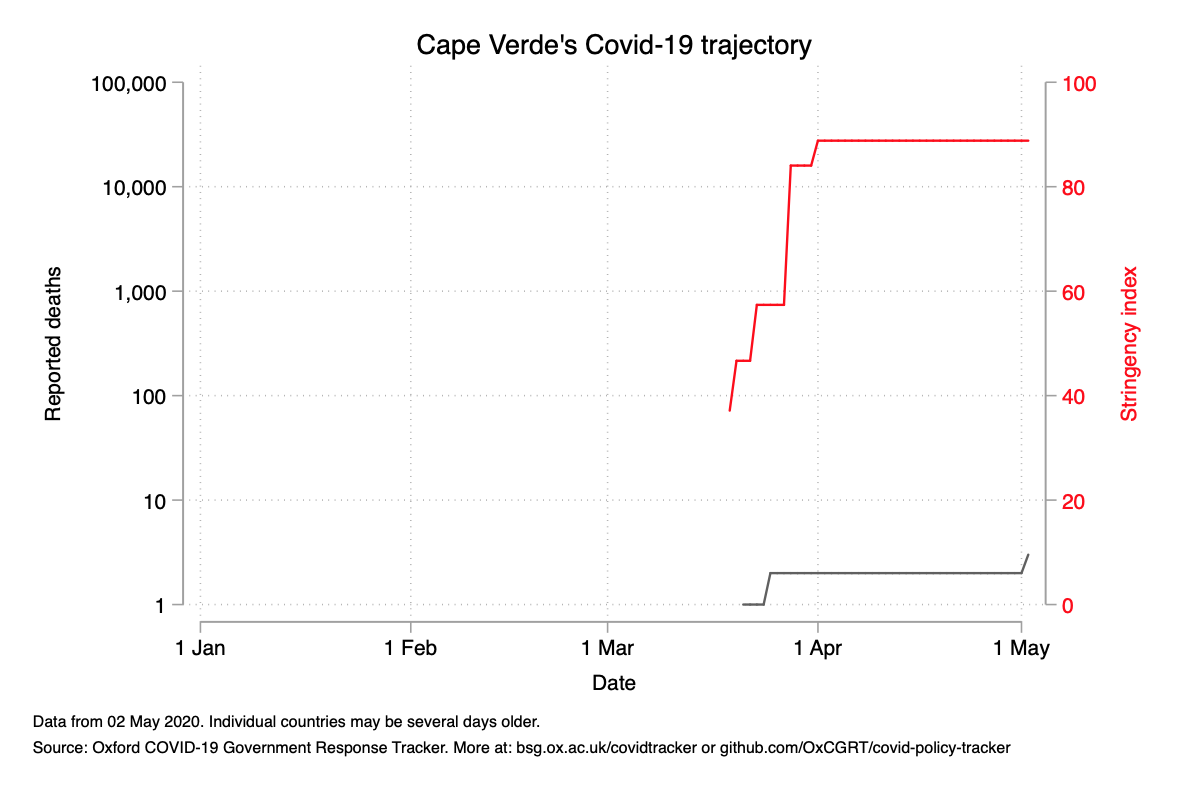 Cape Verde's Covid-19 trajectory
100,000
10,000
1,000
100
10
1
Reported deaths
100
80
60
40
20
0
Stringency index
1 Jan
1 Feb
1 Mar
1 Apr
1 May
Date
Data from 02 May 2020. Individual countries may be several days older.
Source: Oxford COVID-19 Government Response Tracker. More at: bsg.ox.ac.uk/covidtracker or github.com/OxCGRT/covid-policy-tracker